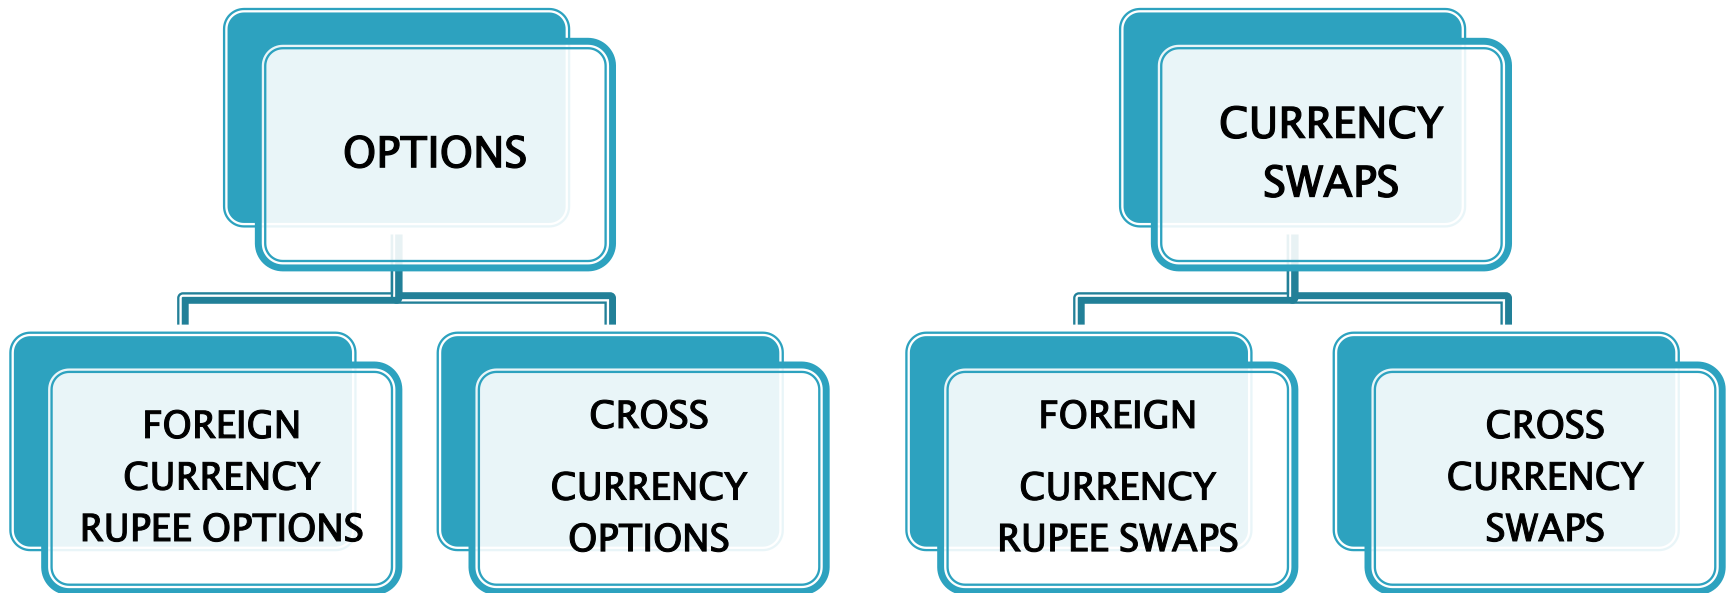 OPTIONS
CURRENCY
SWAPS
FOREIGN
CURRENCY
RUPEE OPTIONS
CROSS
CURRENCY
OPTIONS
FOREIGN
CURRENCY
RUPEE SWAPS
CROSS
CURRENCY
SWAPS